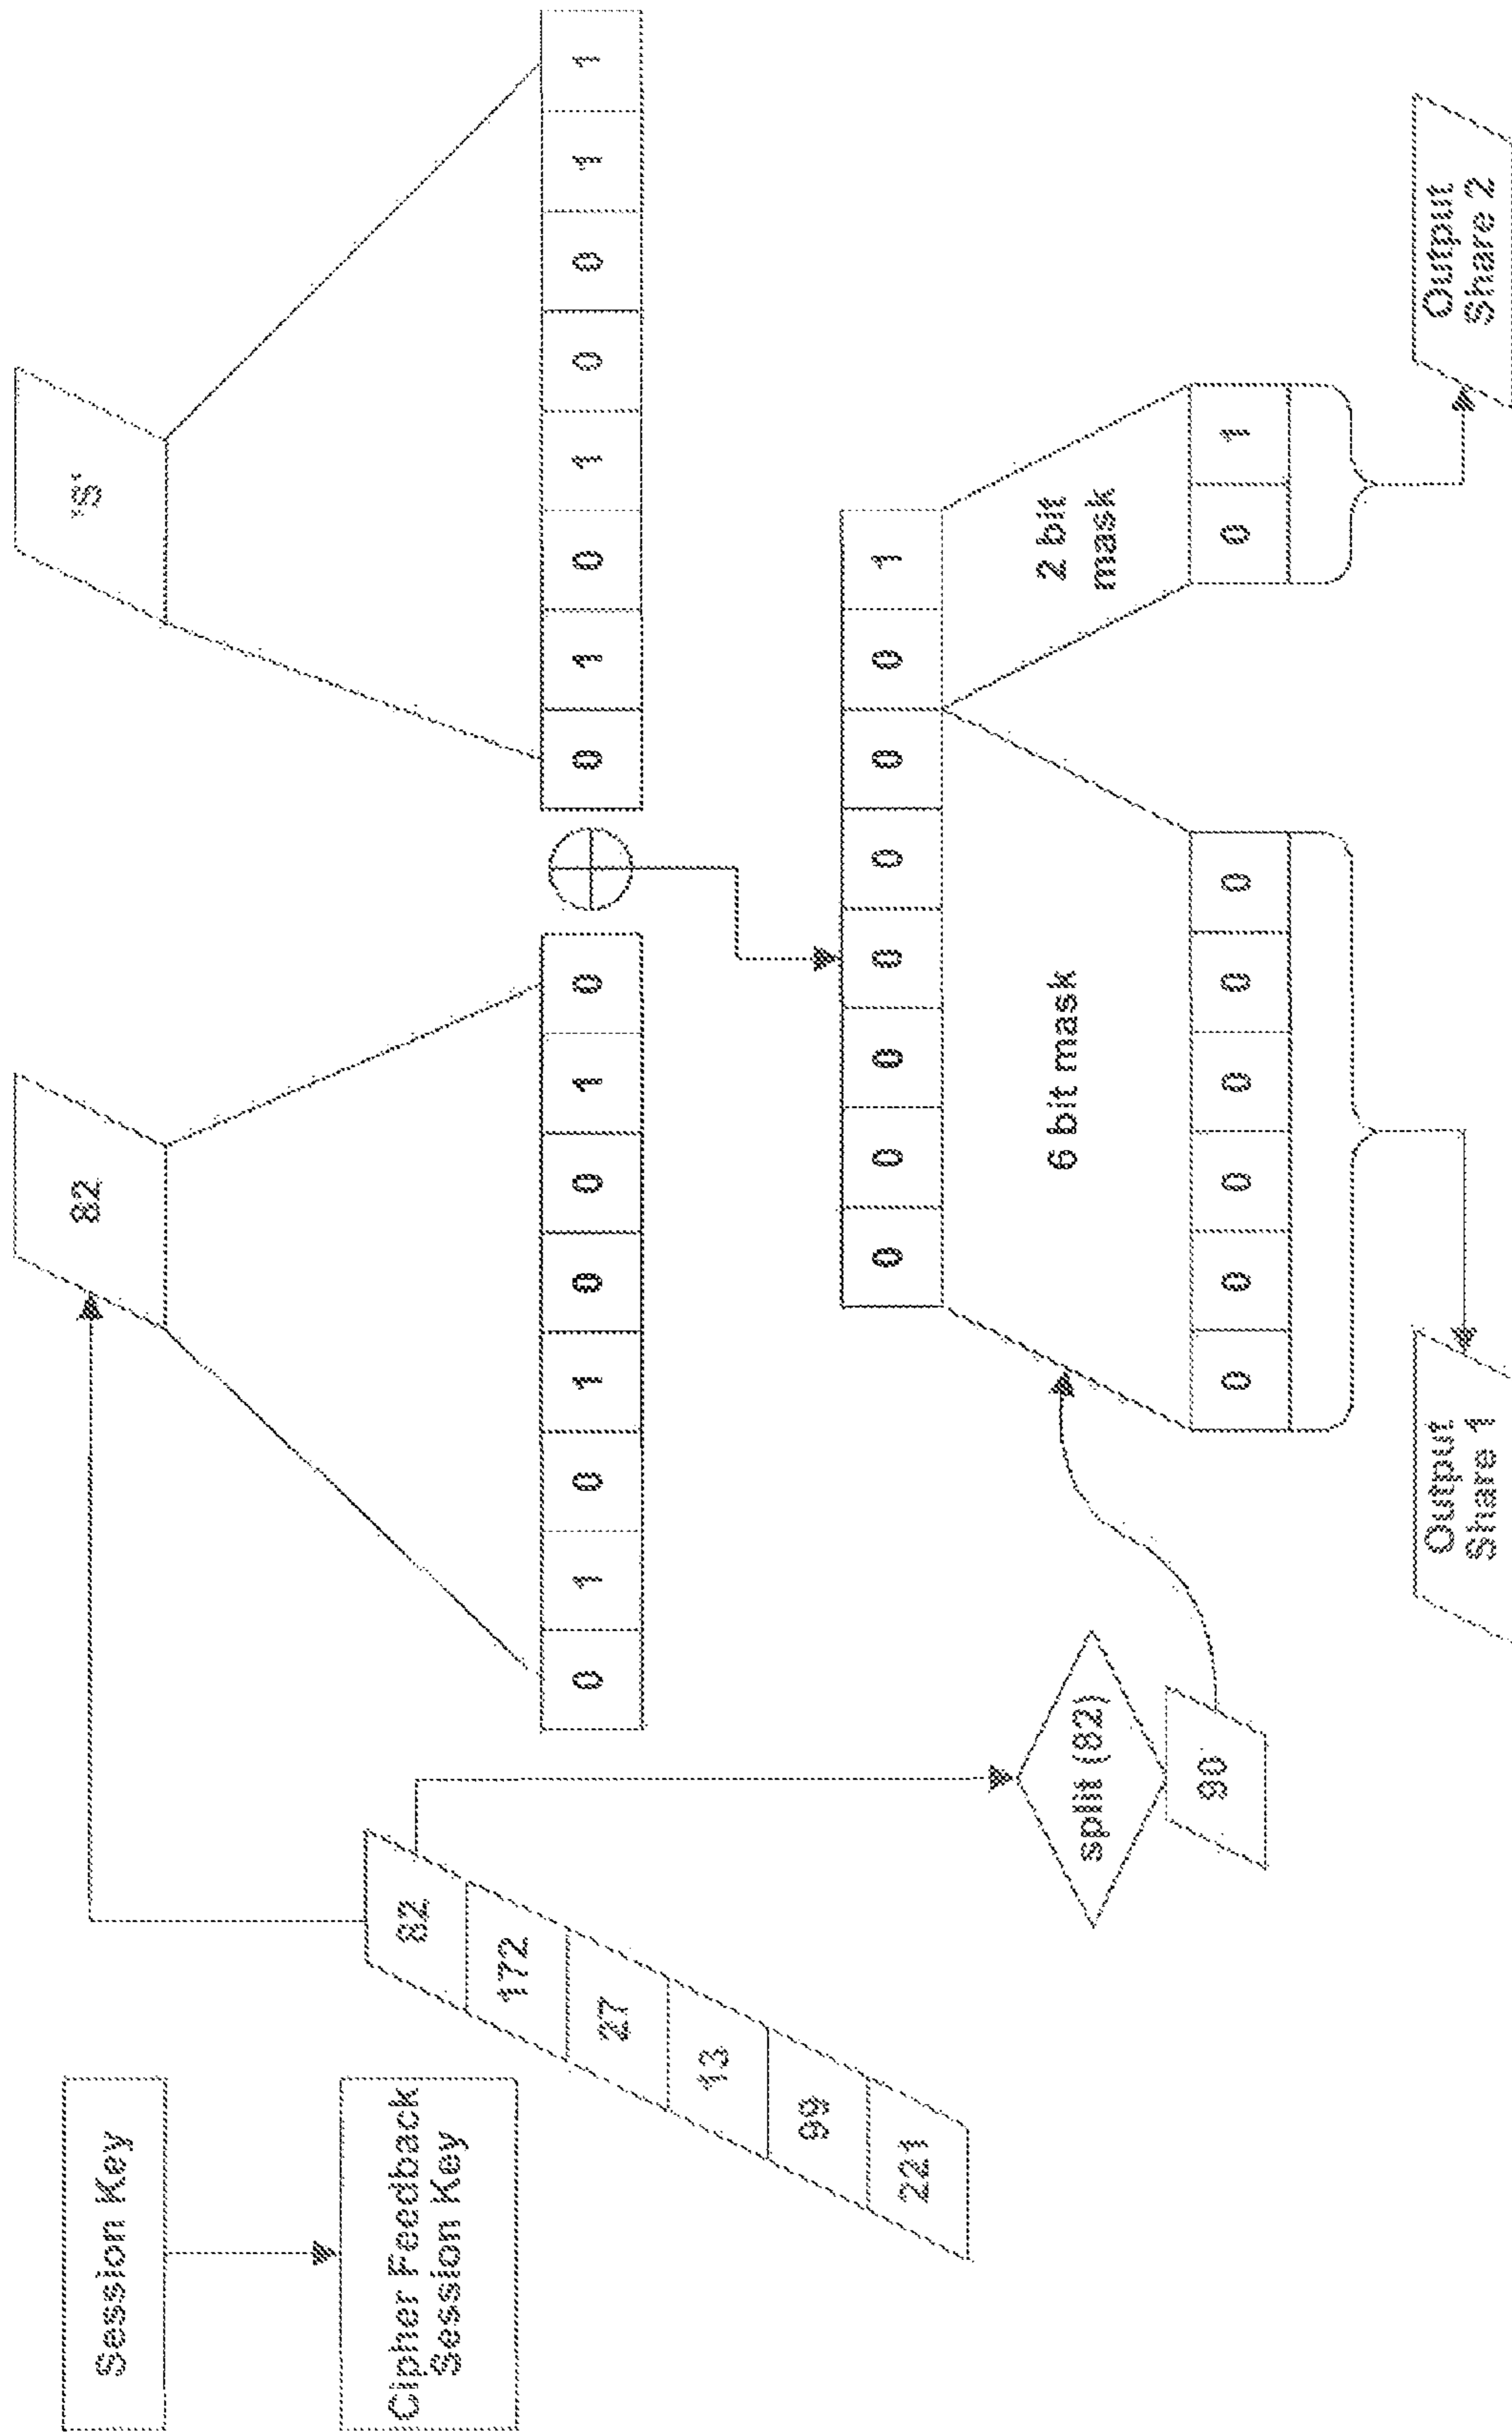 Session Key
82
'S'
Cipher Feedback
Session Key
82
172
27
13
99
221
0 1 0 1 0 0 1 0
0 1 0 1 0 0 1 1
0 0 0 0 0 0 0 1
split (82)
6 bit mask
2 bit
mask
0 0 0 0 0 0
0 1
Output
Share 1
Output
Share 2